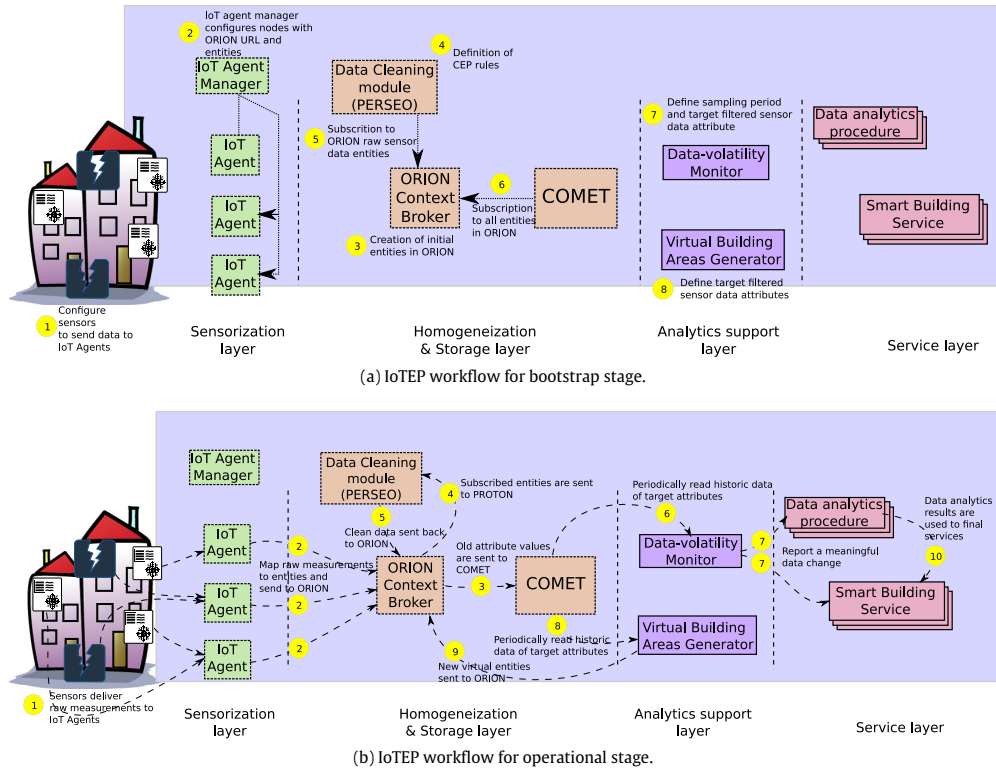 2
IoT agent manager
configures nodes with
ORION URL and
entities
IoT Agent
Manager
4
Definition of
CEP rules
Data Cleaning
module
(PERSEO)
5
Subscrition to
ORION raw sensor
data entities
IoT
Agent
IoT
Agent
IoT
Agent
ORION
Context
Broker
6
Subscription
to all entities
in ORION
COMET
3
Creation of initial
entities in ORION
7
Define sampling period
and target filtered sensor
data attribute
Data-volatility
Monitor
Virtual Building
Areas Generator
8
Define target filtered
sensor data attributes
Data analytics
procedure
Smart Building
Service
1
Configure
sensors
to send data to
IoT Agents
Sensorization
layer
Homogeneization
& Storage layer
Analytics support
layer
Service layer
(a) IoTEP workflow for bootstrap stage.
IoT Agent
Manager
Data Cleaning
module
(PERSEO)
4
Subscribed entities are sent
to PROTON
5
Clean data sent back
to ORION
IoT
Agent
IoT
Agent
IoT
Agent
2
Map raw measurements
to entities and
send to ORION
2
2
ORION
Context
Broker
Old attribute values
are sent to
COMET
3
COMET
Periodically read historic data
of target attributes
6
Data-volatility
Monitor
7
7
Report a meaningful
data change
8
Periodically read historic
data of target attributes
Virtual Building
Areas Generator
9
New virtual entities
sent to ORION
Data analytics
procedure
Data analytics
results are
used to final
services
10
Smart Building
Service
1
Sensors deliver
raw measurements to
IoT Agents
Sensorization
layer
Homogeneization
& Storage layer
Analytics support
layer
Service layer
(b) IoTEP workflow for operational stage.